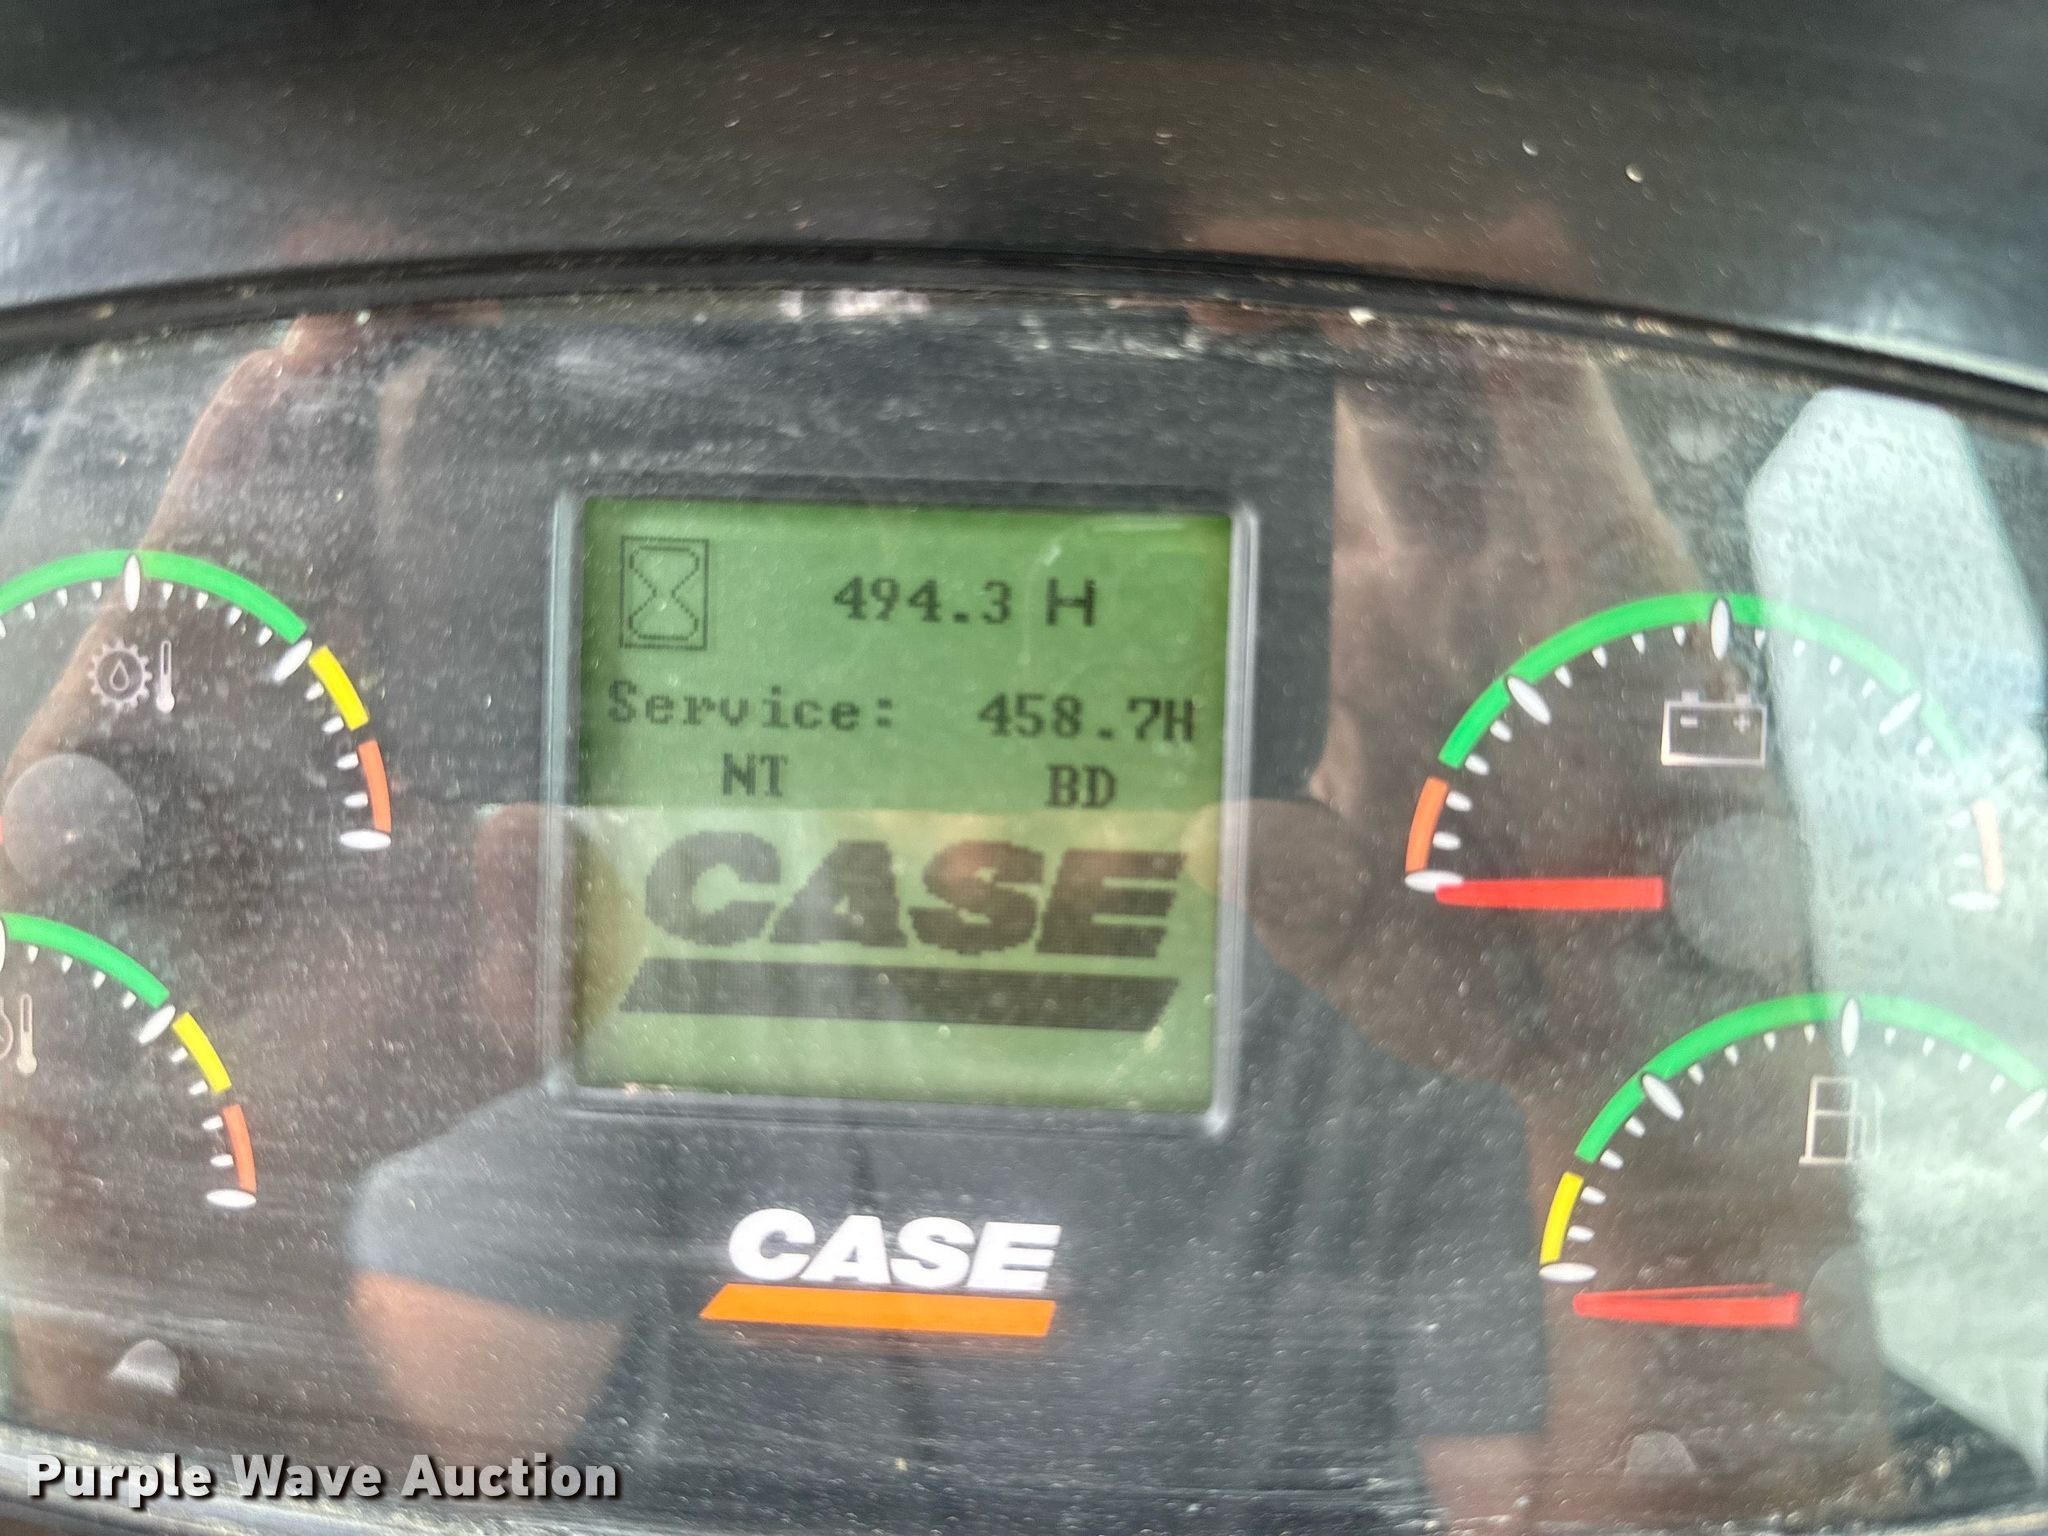 494.3 H
Service: 458.7H
NT BD
CASE
CASE
Purple Wave Auction